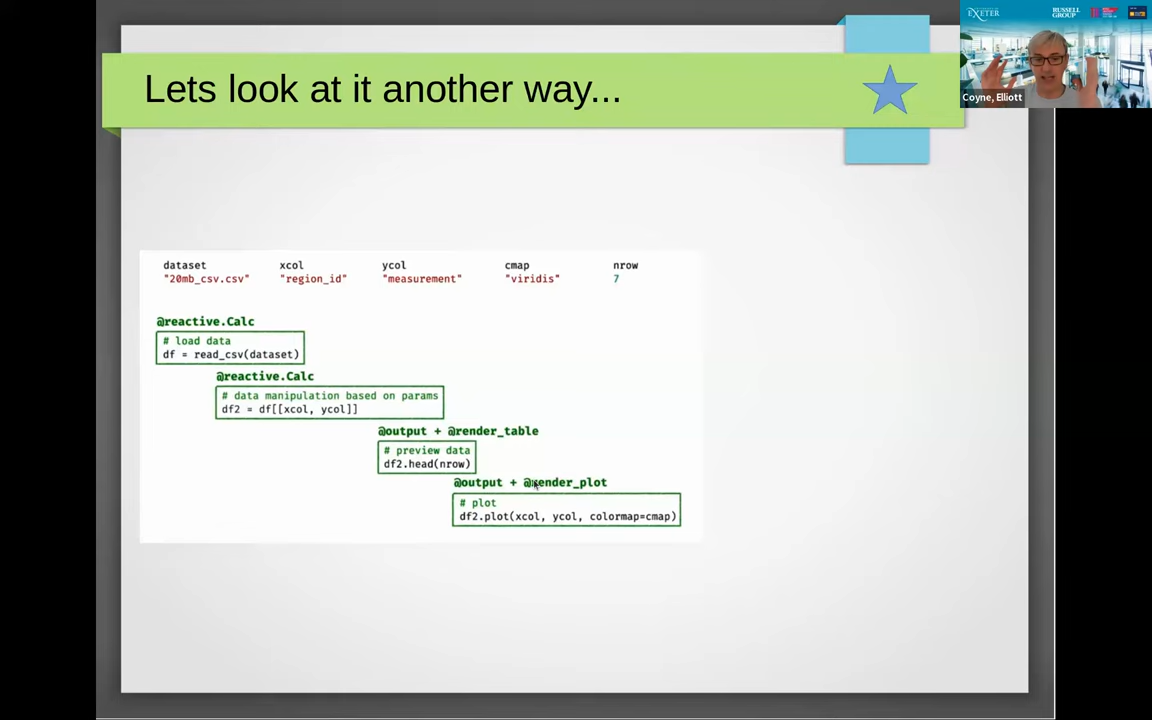 EXETER
RUSSELL
GROUP
Coyne, Elliott
Lets look at it another way...
dataset xcol ycol cmap nrow
"20mb_csv.csv" "region_id" "measurement" "viridis" 7
@reactive.Calc
# load data
df = read_csv(dataset)
@reactive.Calc
# data manipulation based on params
df2 = df[[xcol, ycol]]
@output + @render_table
# preview data
df2.head(nrow)
@output + @render_plot
# plot
df2.plot(xcol, ycol, colormap=cmap)